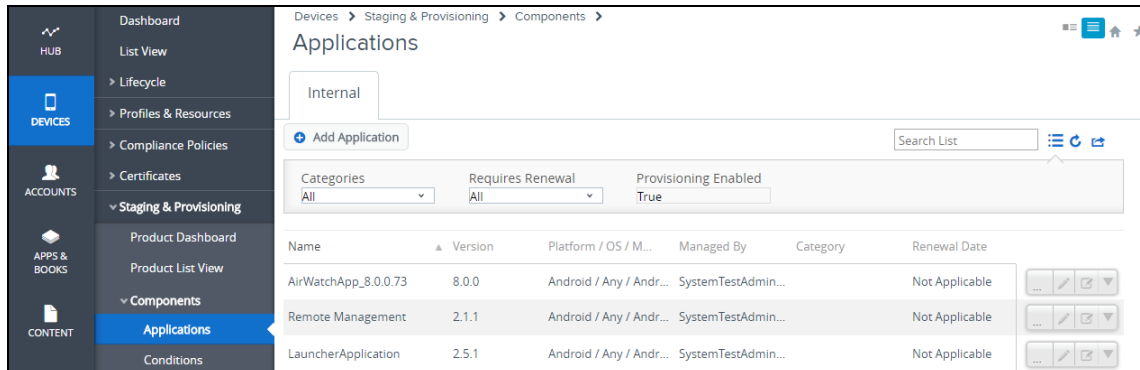 HUB
DEVICES
ACCOUNTS
APPS &
BOOKS
CONTENT
Dashboard
List View
> Lifecycle
> Profiles & Resources
> Compliance Policies
> Certificates
Staging & Provisioning
Product Dashboard
Product List View
Components
Applications
Conditions
Devices > Staging & Provisioning > Components >
Applications
Internal
Add Application
Search List
Categories Requires Renewal Provisioning Enabled
All All True
Name Version Platform / OS / M... Managed By Category Renewal Date
AirWatchApp_8.0.0.73 8.0.0 Android / Any / Andr... SystemTestAdmin... Not Applicable ...
Remote Management 2.1.1 Android / Any / Andr... SystemTestAdmin... Not Applicable ...
LauncherApplication 2.5.1 Android / Any / Andr... SystemTestAdmin... Not Applicable ...